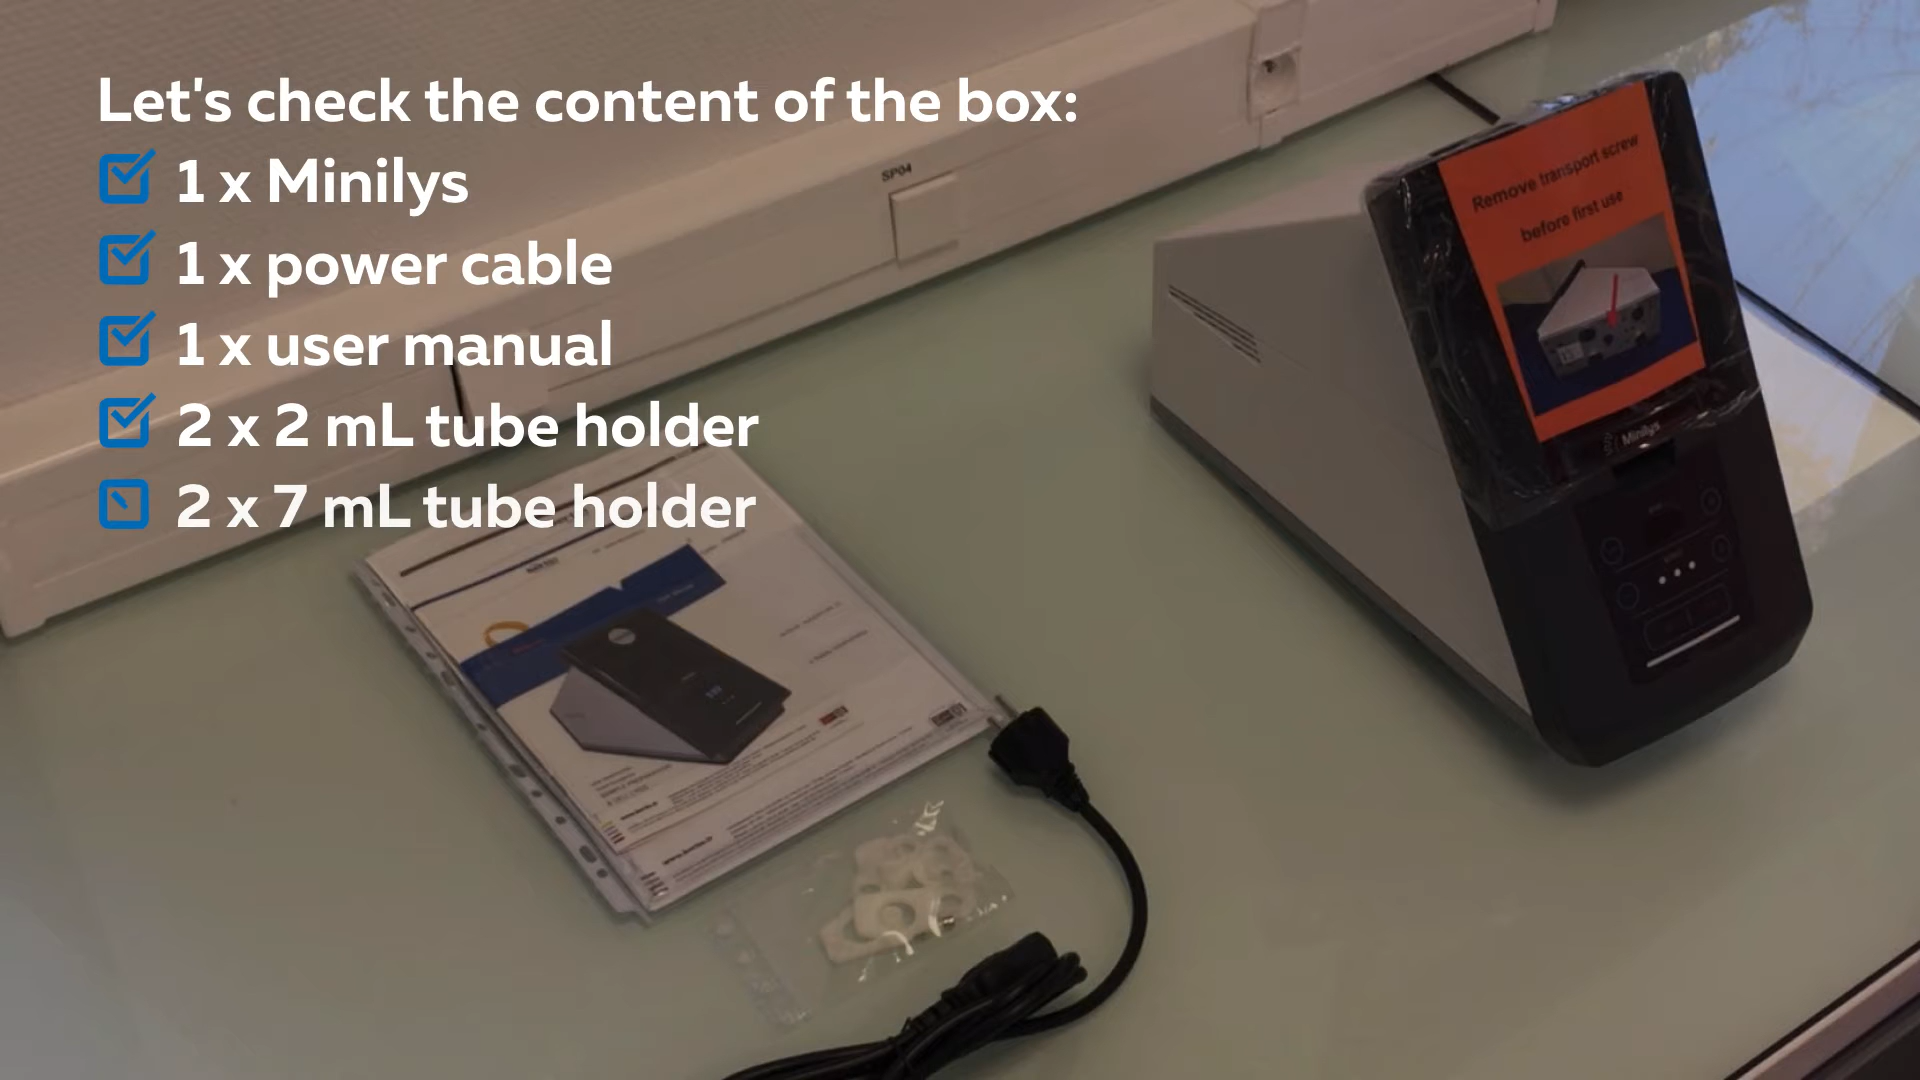 Let's check the content of the box:
1 x Minilys
1 x power cable
1 x user manual
2 x 2 mL tube holder
2 x 7 mL tube holder
SP04
Remove transport screw
before first use
Minilys